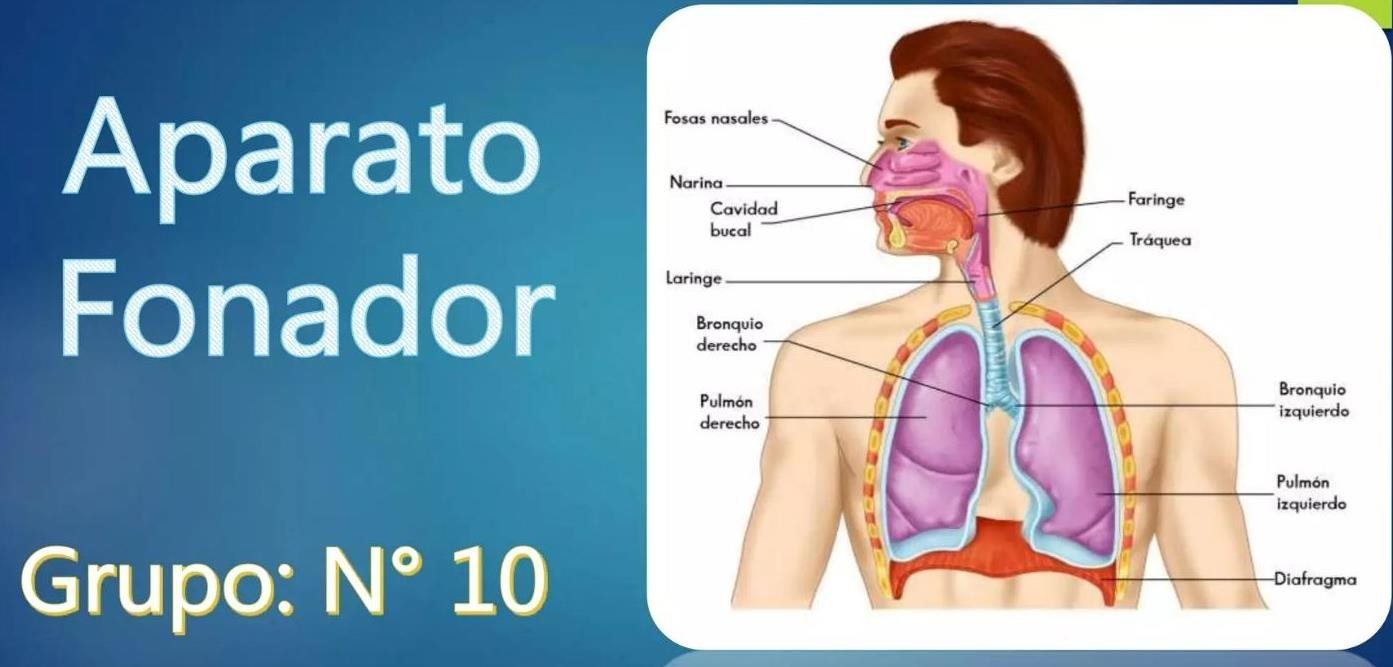 Aparato
Fonador
Grupo: N° 10
Fosas nasales
Narina
Cavidad
bucal
Laringe
Bronquio
derecho
Pulmón
derecho
Faringe
Tráquea
Bronquio
izquierdo
Pulmón
izquierdo
Diafragma